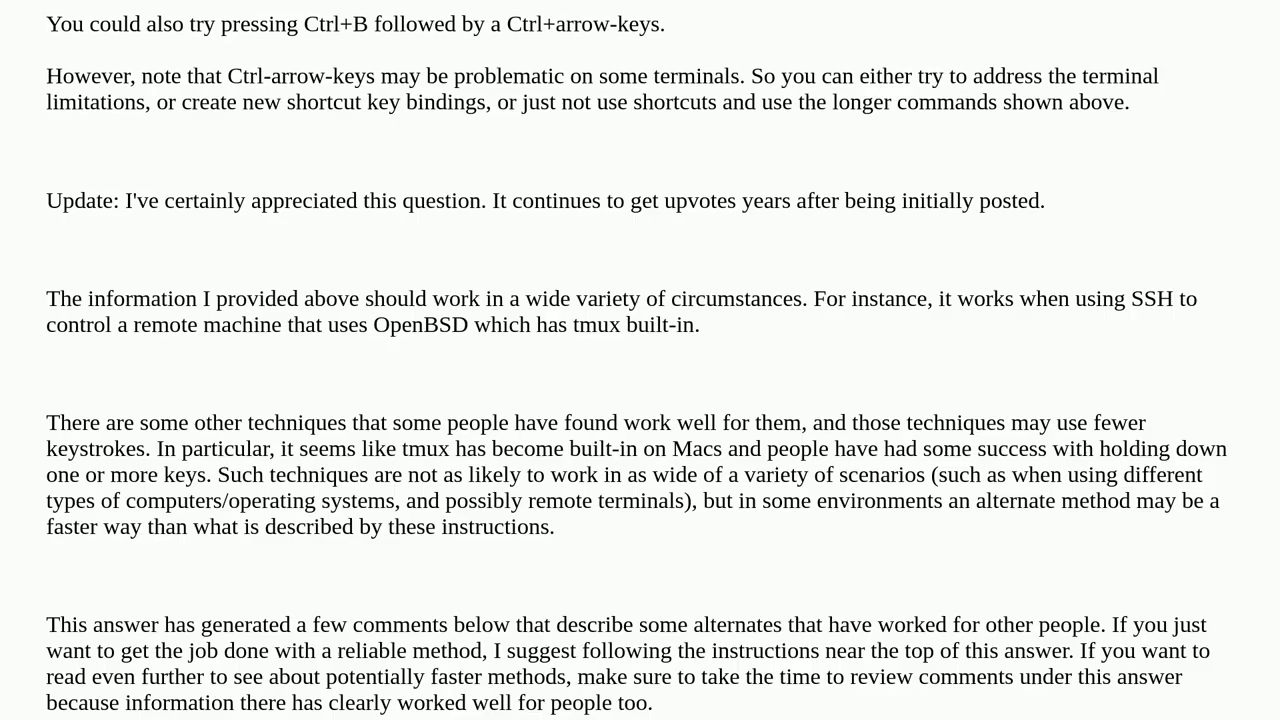 You could also try pressing Ctrl+B followed by a Ctrl+arrow-keys.
However, note that Ctrl-arrow-keys may be problematic on some terminals. So you can either try to address the terminal
limitations, or create new shortcut key bindings, or just not use shortcuts and use the longer commands shown above.
Update: I've certainly appreciated this question. It continues to get upvotes years after being initially posted.
The information I provided above should work in a wide variety of circumstances. For instance, it works when using SSH to
control a remote machine that uses OpenBSD which has tmux built-in.
There are some other techniques that some people have found work well for them, and those techniques may use fewer
keystrokes. In particular, it seems like tmux has become built-in on Macs and people have had some success with holding down
one or more keys. Such techniques are not as likely to work in as wide of a variety of scenarios (such as when using different
types of computers/operating systems, and possibly remote terminals), but in some environments an alternate method may be a
faster way than what is described by these instructions.
This answer has generated a few comments below that describe some alternates that have worked for other people. If you just
want to get the job done with a reliable method, I suggest following the instructions near the top of this answer. If you want to
read even further to see about potentially faster methods, make sure to take the time to review comments under this answer
because information there has clearly worked well for people too.